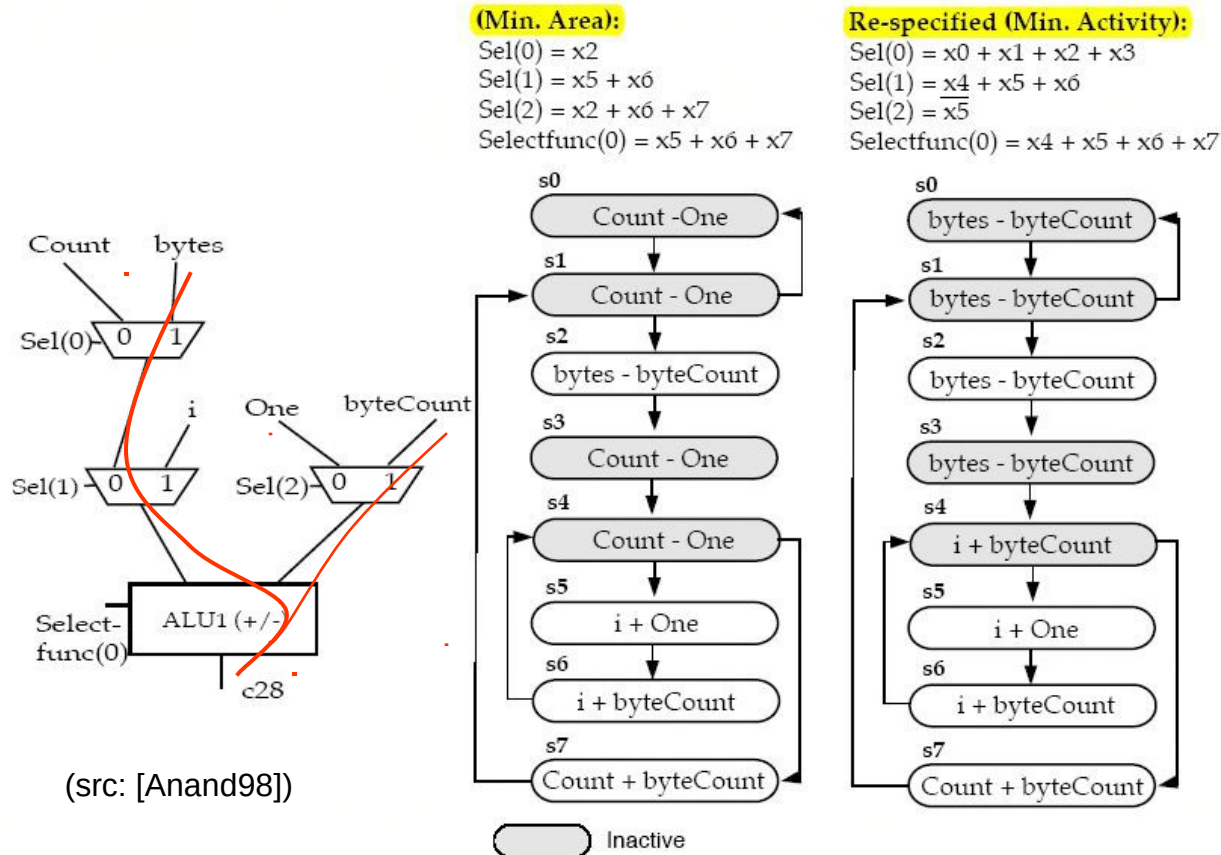 (Min. Area):
Sel(0) = x2
Sel(1) = x5 + x6
Sel(2) = x2 + x6 + x7
Selectfunc(0) = x5 + x6 + x7
Re-specified (Min. Activity):
Sel(0) = x0 + x1 + x2 + x3
Sel(1) = x4 + x5 + x6
Sel(2) = x̅5̅
Selectfunc(0) = x4 + x5 + x6 + x7
Count bytes
Sel(0) 0 1
i One byteCount
Sel(1) 0 1 Sel(2) 0 1
Select-
func(0)
ALU1 (+/-)
c28
(src: [Anand98])
s0
Count -One
s1
Count - One
s2
bytes - byteCount
s3
Count - One
s4
Count - One
s5
i + One
s6
i + byteCount
s7
Count + byteCount
s0
bytes - byteCount
s1
bytes - byteCount
s2
bytes - byteCount
s3
bytes - byteCount
s4
i + byteCount
s5
i + One
s6
i + byteCount
s7
Count + byteCount
Inactive